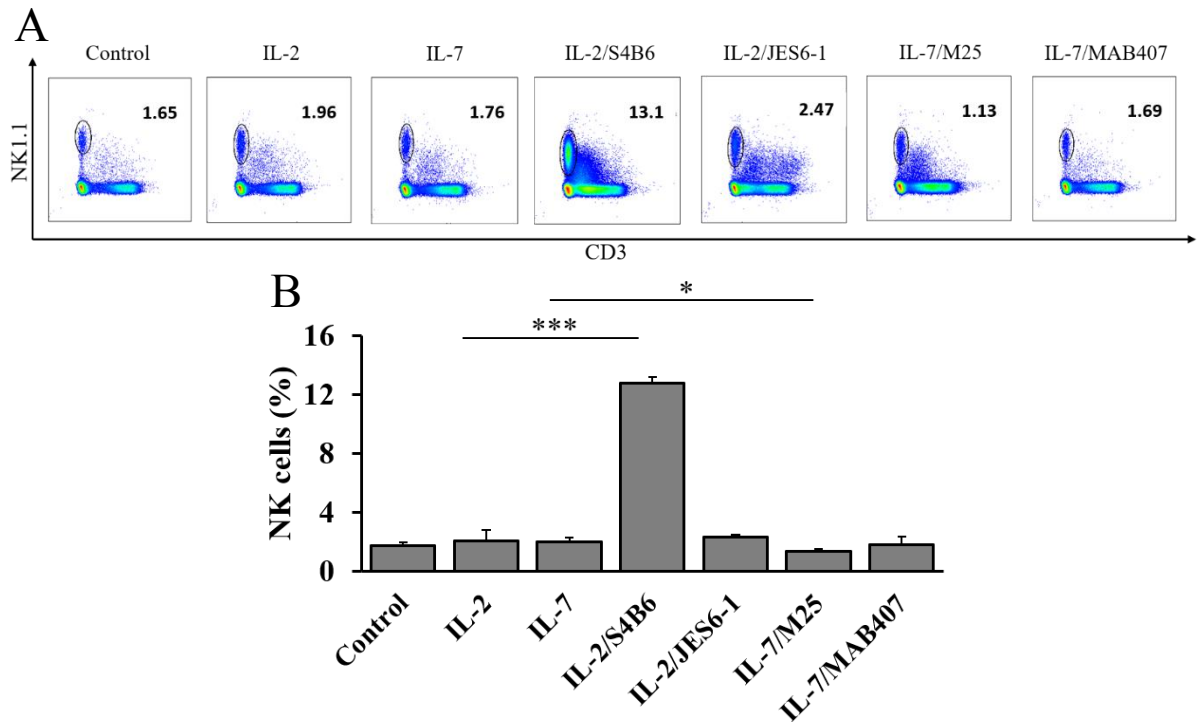 A
Control IL-2 IL-7 IL-2/S4B6 IL-2/JES6-1 IL-7/M25 IL-7/MAB407
1.65 1.96 1.76 13.1 2.47 1.13 1.69
NK1.1
CD3
B
*
***
NK cells (%)
16
12
8
4
0
Control IL-2 IL-7 IL-2/S4B6 IL-2/JES6-1 IL-7/M25 IL-7/MAB407